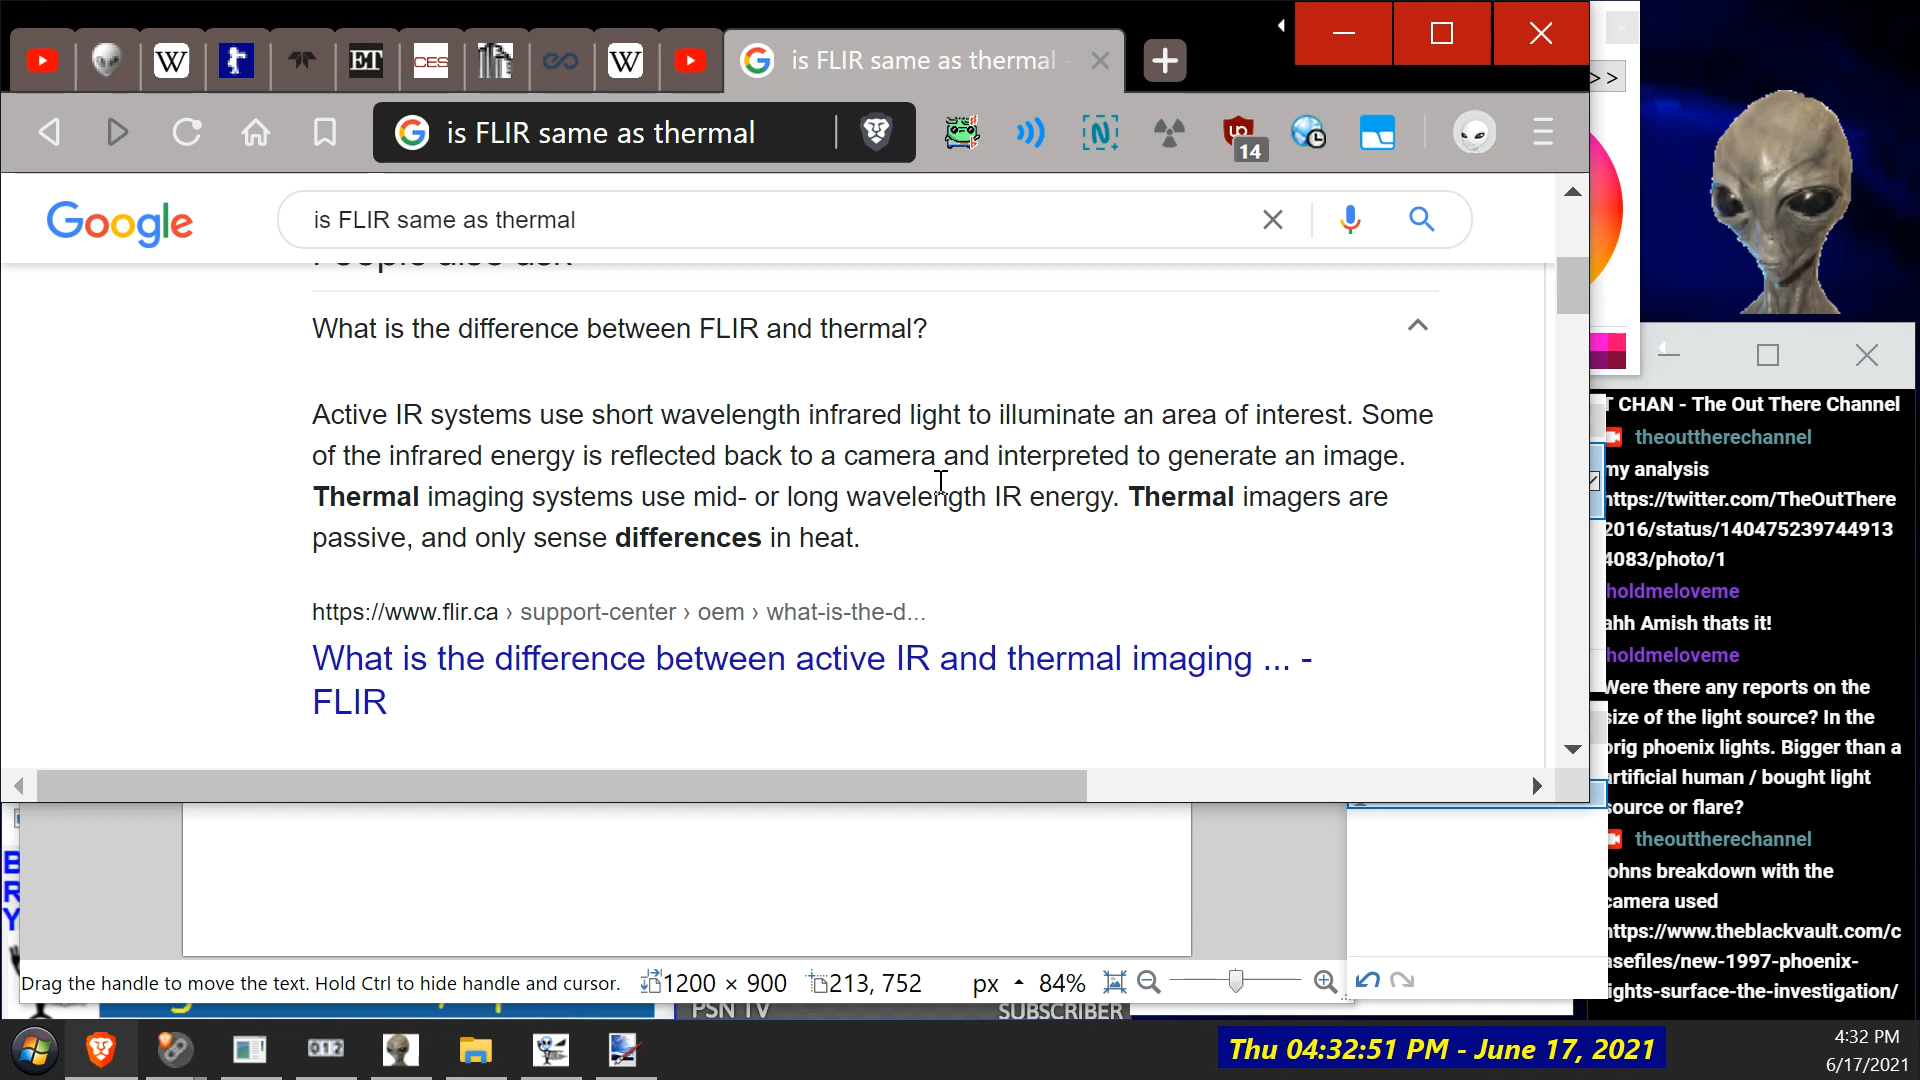 ET
CES
is FLIR same as thermal -
is FLIR same as thermal
14
> >
Google
is FLIR same as thermal
People also ask
What is the difference between FLIR and thermal?
Active IR systems use short wavelength infrared light to illuminate an area of interest. Some
of the infrared energy is reflected back to a camera and interpreted to generate an image.
Thermal imaging systems use mid- or long wavelength IR energy. Thermal imagers are
passive, and only sense differences in heat.
https://www.flir.ca › support-center › oem › what-is-the-d...
What is the difference between active IR and thermal imaging ... -
FLIR
T CHAN - The Out There Channel
theouttherechannel
my analysis
https://twitter.com/TheOutThere
2016/status/140475239744913
4083/photo/1
holdmeloveme
ahh Amish thats it!
holdmeloveme
Were there any reports on the
size of the light source? In the
orig phoenix lights. Bigger than a
artificial human / bought light
source or flare?
theouttherechannel
johns breakdown with the
camera used
https://www.theblackvault.com/c
asefiles/new-1997-phoenix-
lights-surface-the-investigation/
B
R
Y
Drag the handle to move the text. Hold Ctrl to hide handle and cursor.
1200 × 900
213, 752
px
84%
PSN TV
SUBSCRIBER
012
Thu 04:32:51 PM - June 17, 2021
4:32 PM
6/17/2021